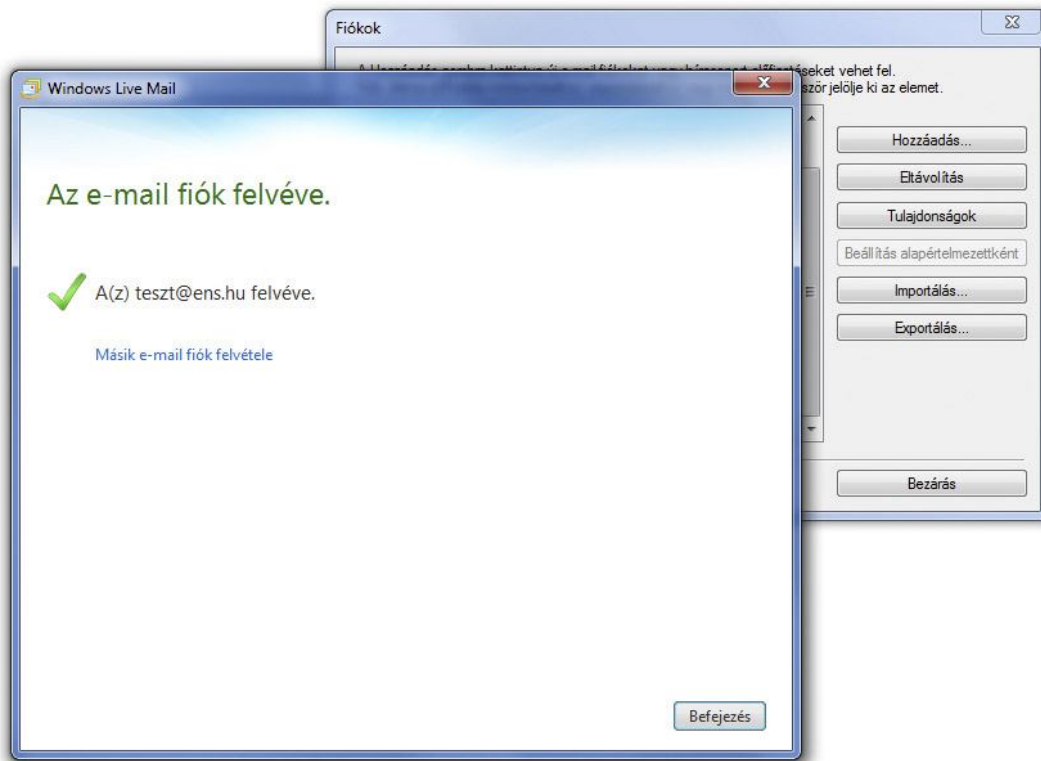 Fiókok
seket vehet fel.
ször jelölje ki az elemet.
Hozzáadás...
Eltávolítás
Tulajdonságok
Beállítás alapértelmezettként
Importálás...
Exportálás...
Bezárás
Windows Live Mail
Az e-mail fiók felvéve.
A(z) teszt@ens.hu felvéve.
Másik e-mail fiók felvétele
Befejezés